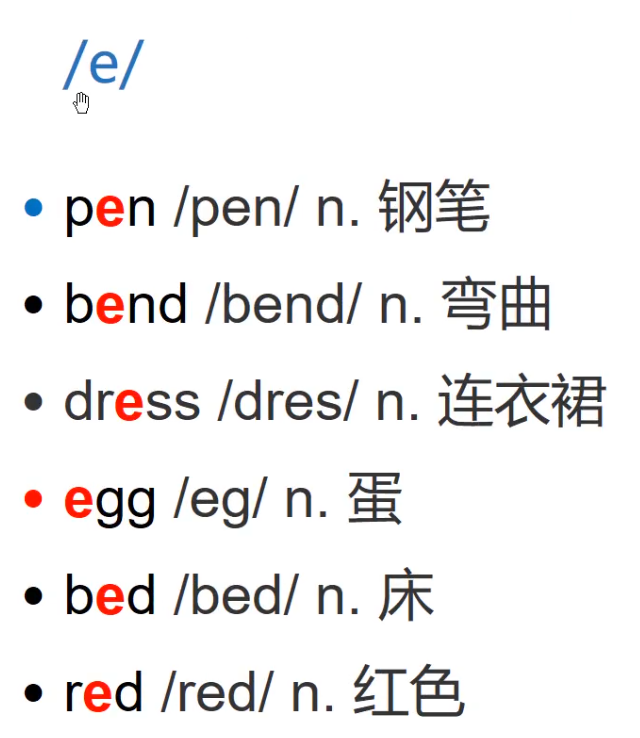 /e/
• pen /pen/ n. 钢笔
• bend /bend/ n. 弯曲
• dress /dres/ n. 连衣裙
• egg /eg/ n. 蛋
• bed /bed/ n. 床
• red /red/ n. 红色